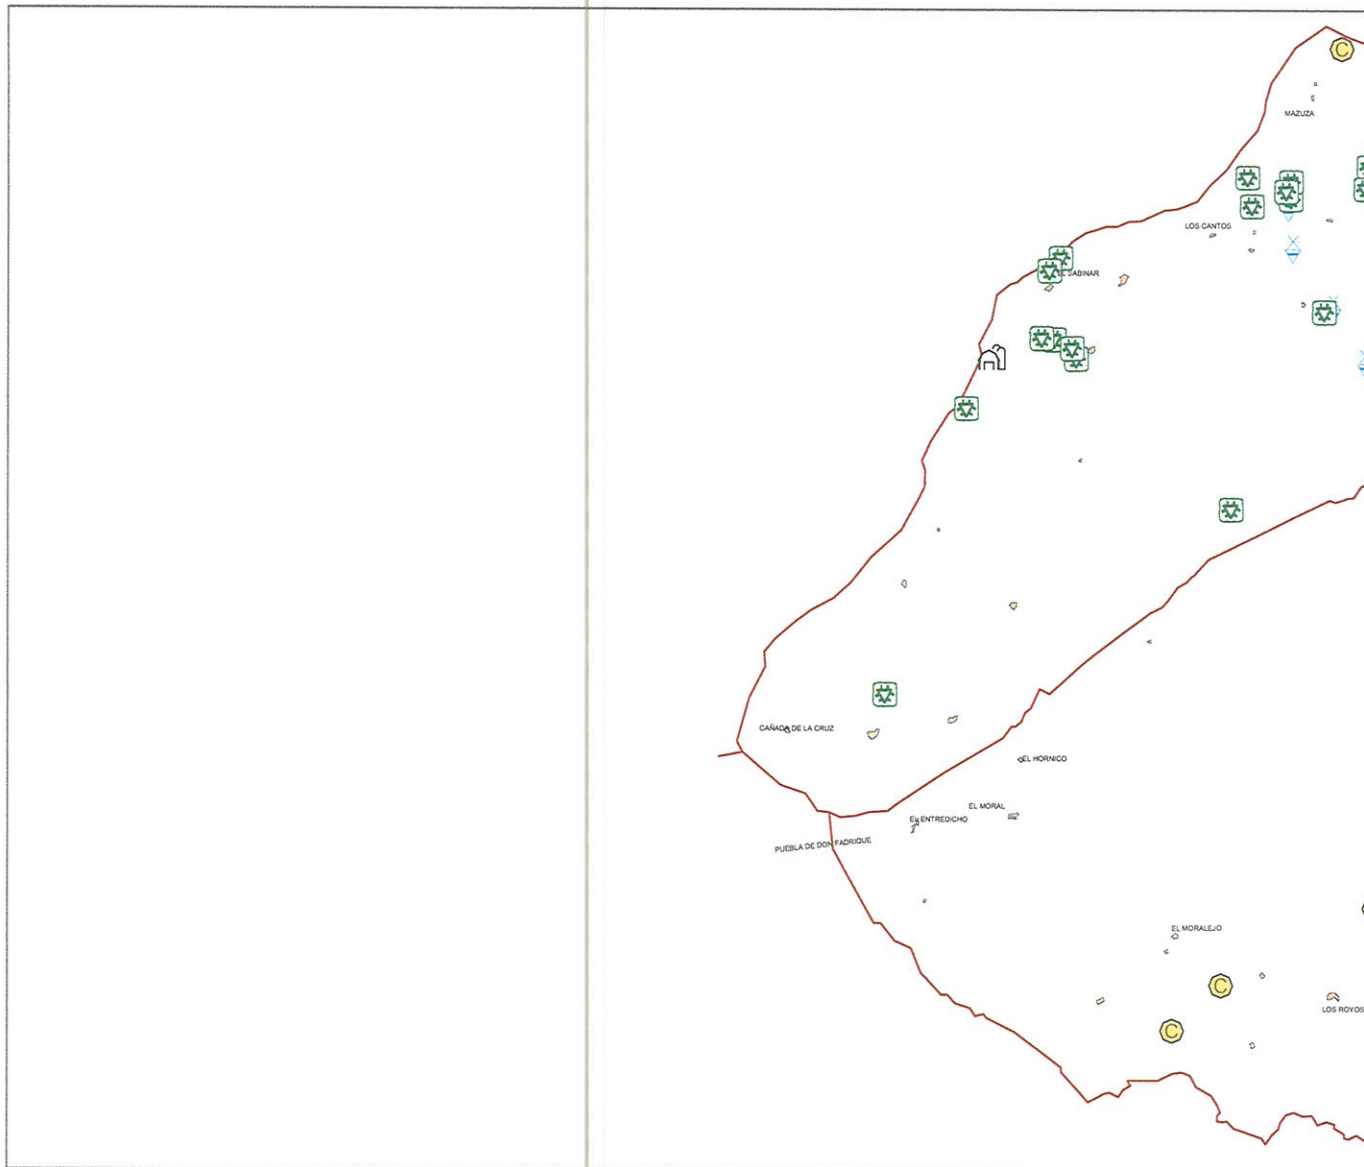 C
MAZUZA
LOS CANTOS
EL SABINAR
CAÑADA DE LA CRUZ
EL HORNICO
EL MORAL
EL ENTREDICHO
PUEBLA DE DON FADRIQUE
EL MORALEJO
C
LOS ROYOS
C